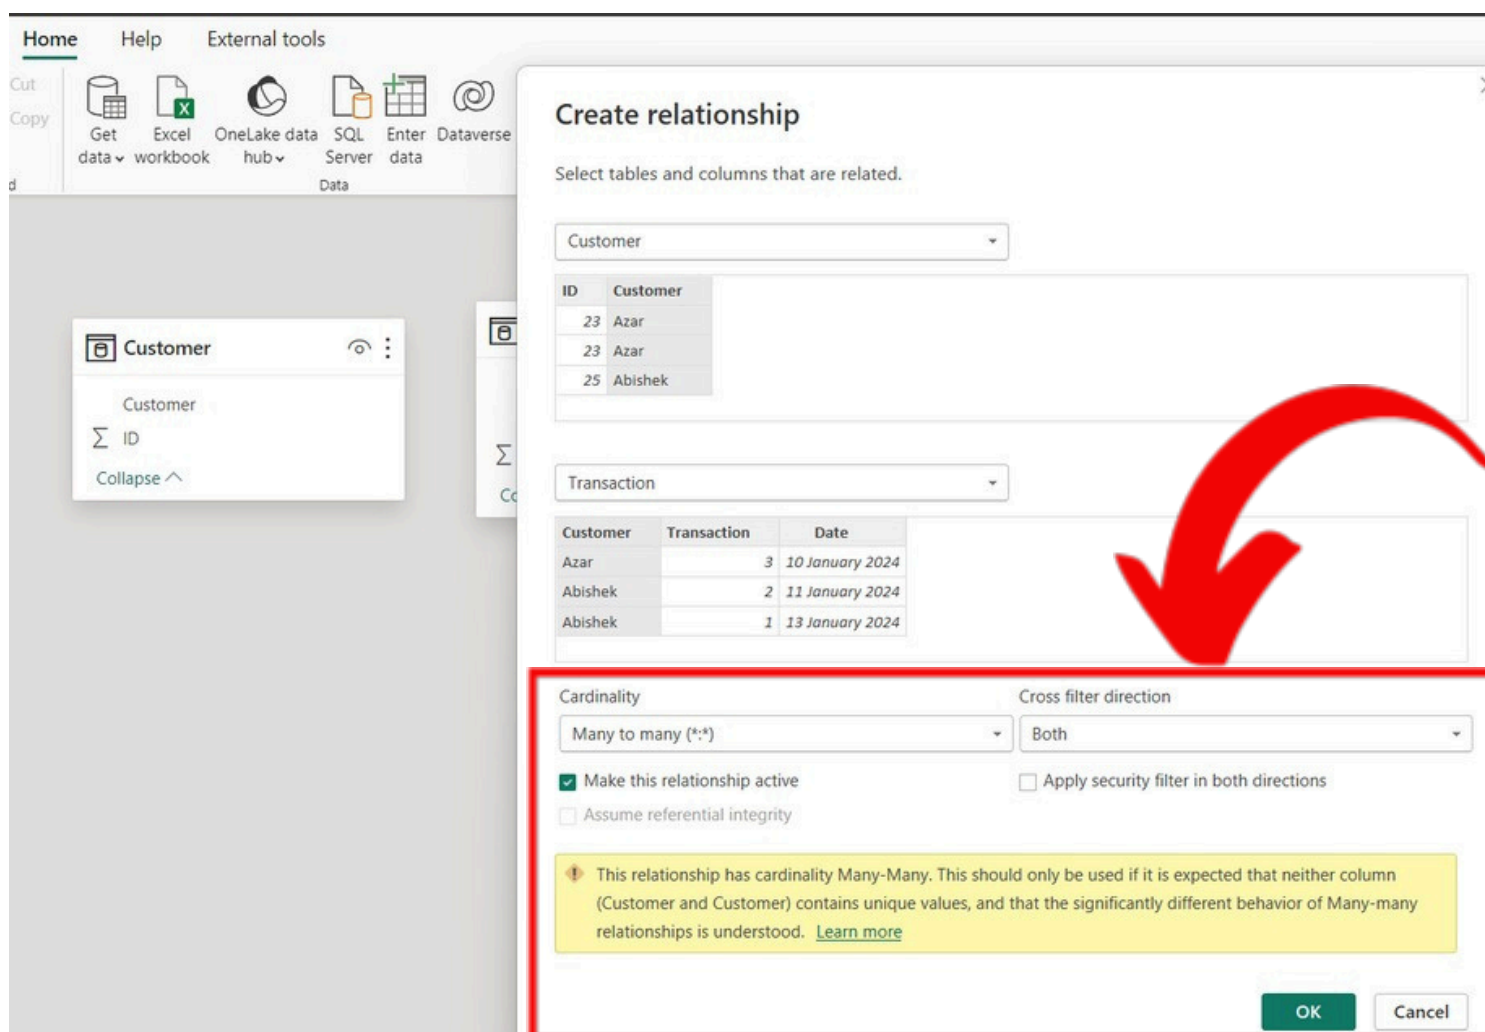 Home Help External tools
Cut
Copy
Get data
Excel workbook
OneLake data hub
SQL Server
Enter data
Dataverse
d
Data
Create relationship
Select tables and columns that are related.
Customer
ID Customer
23 Azar
23 Azar
25 Abishek
Customer
Customer
Σ ID
Collapse
Σ
Co
Transaction
Customer Transaction Date
Azar 3 10 January 2024
Abishek 2 11 January 2024
Abishek 1 13 January 2024
Cardinality Cross filter direction
Many to many (*:*) Both
Make this relationship active Apply security filter in both directions
Assume referential integrity
This relationship has cardinality Many-Many. This should only be used if it is expected that neither column
(Customer and Customer) contains unique values, and that the significantly different behavior of Many-many
relationships is understood. Learn more
OK Cancel